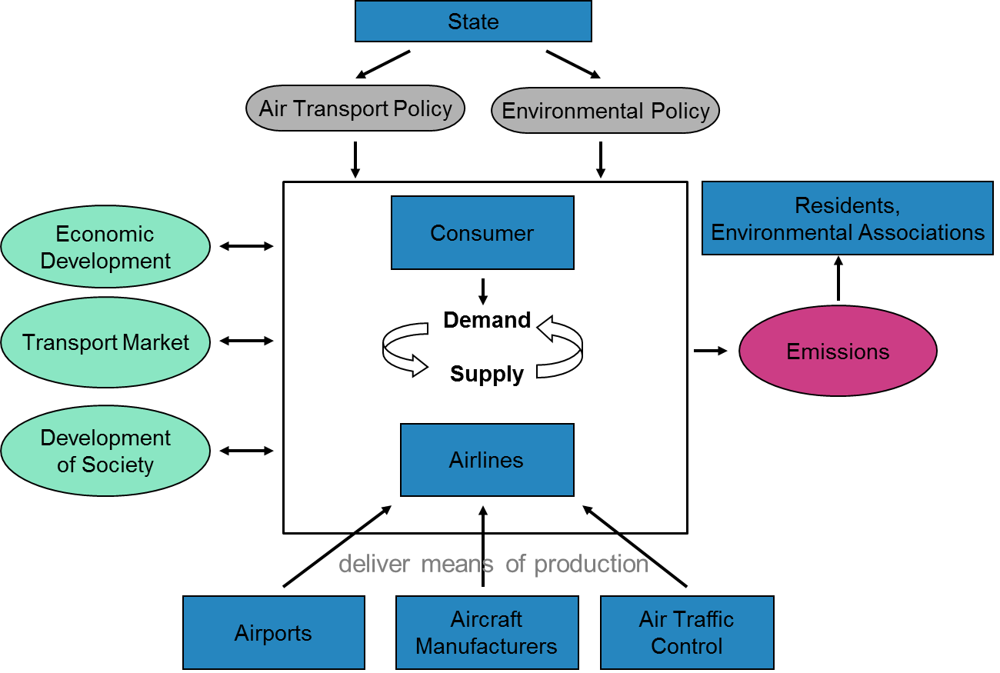 State
Air Transport Policy
Environmental Policy
Economic
Development
Transport Market
Development
of Society
Consumer
Demand
Supply
Airlines
Residents,
Environmental Associations
Emissions
deliver means of production
Airports
Aircraft
Manufacturers
Air Traffic
Control